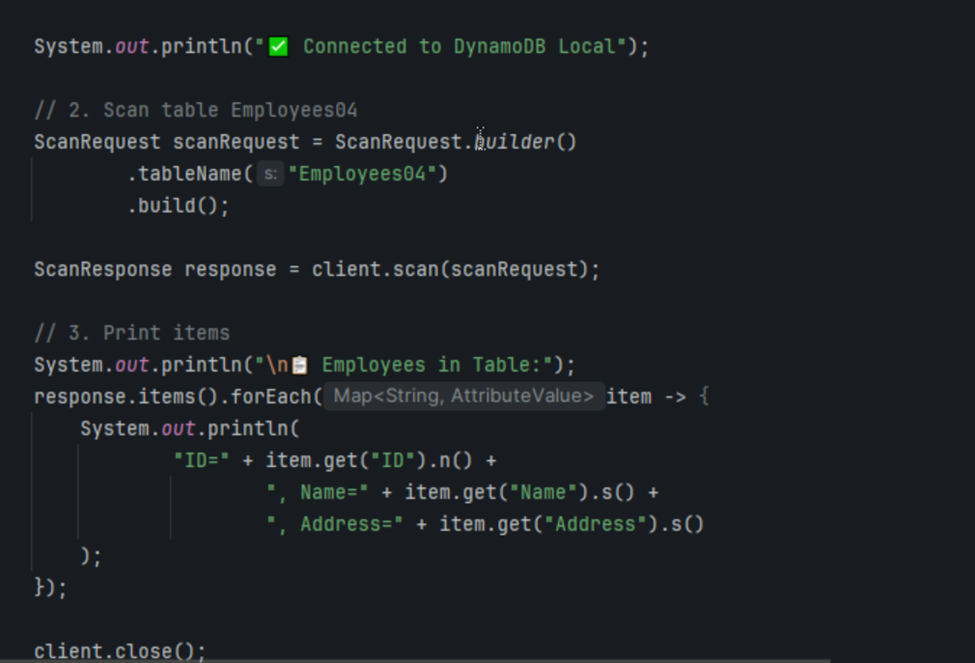 System.out.println("✅ Connected to DynamoDB Local");
// 2. Scan table Employees04
ScanRequest scanRequest = ScanRequest.builder()
.tableName( s: "Employees04")
.build();
ScanResponse response = client.scan(scanRequest);
// 3. Print items
System.out.println("\n📋 Employees in Table:");
response.items().forEach( Map<String, AttributeValue> item -> {
System.out.println(
"ID=" + item.get("ID").n() +
", Name=" + item.get("Name").s() +
", Address=" + item.get("Address").s()
);
});
client.close();